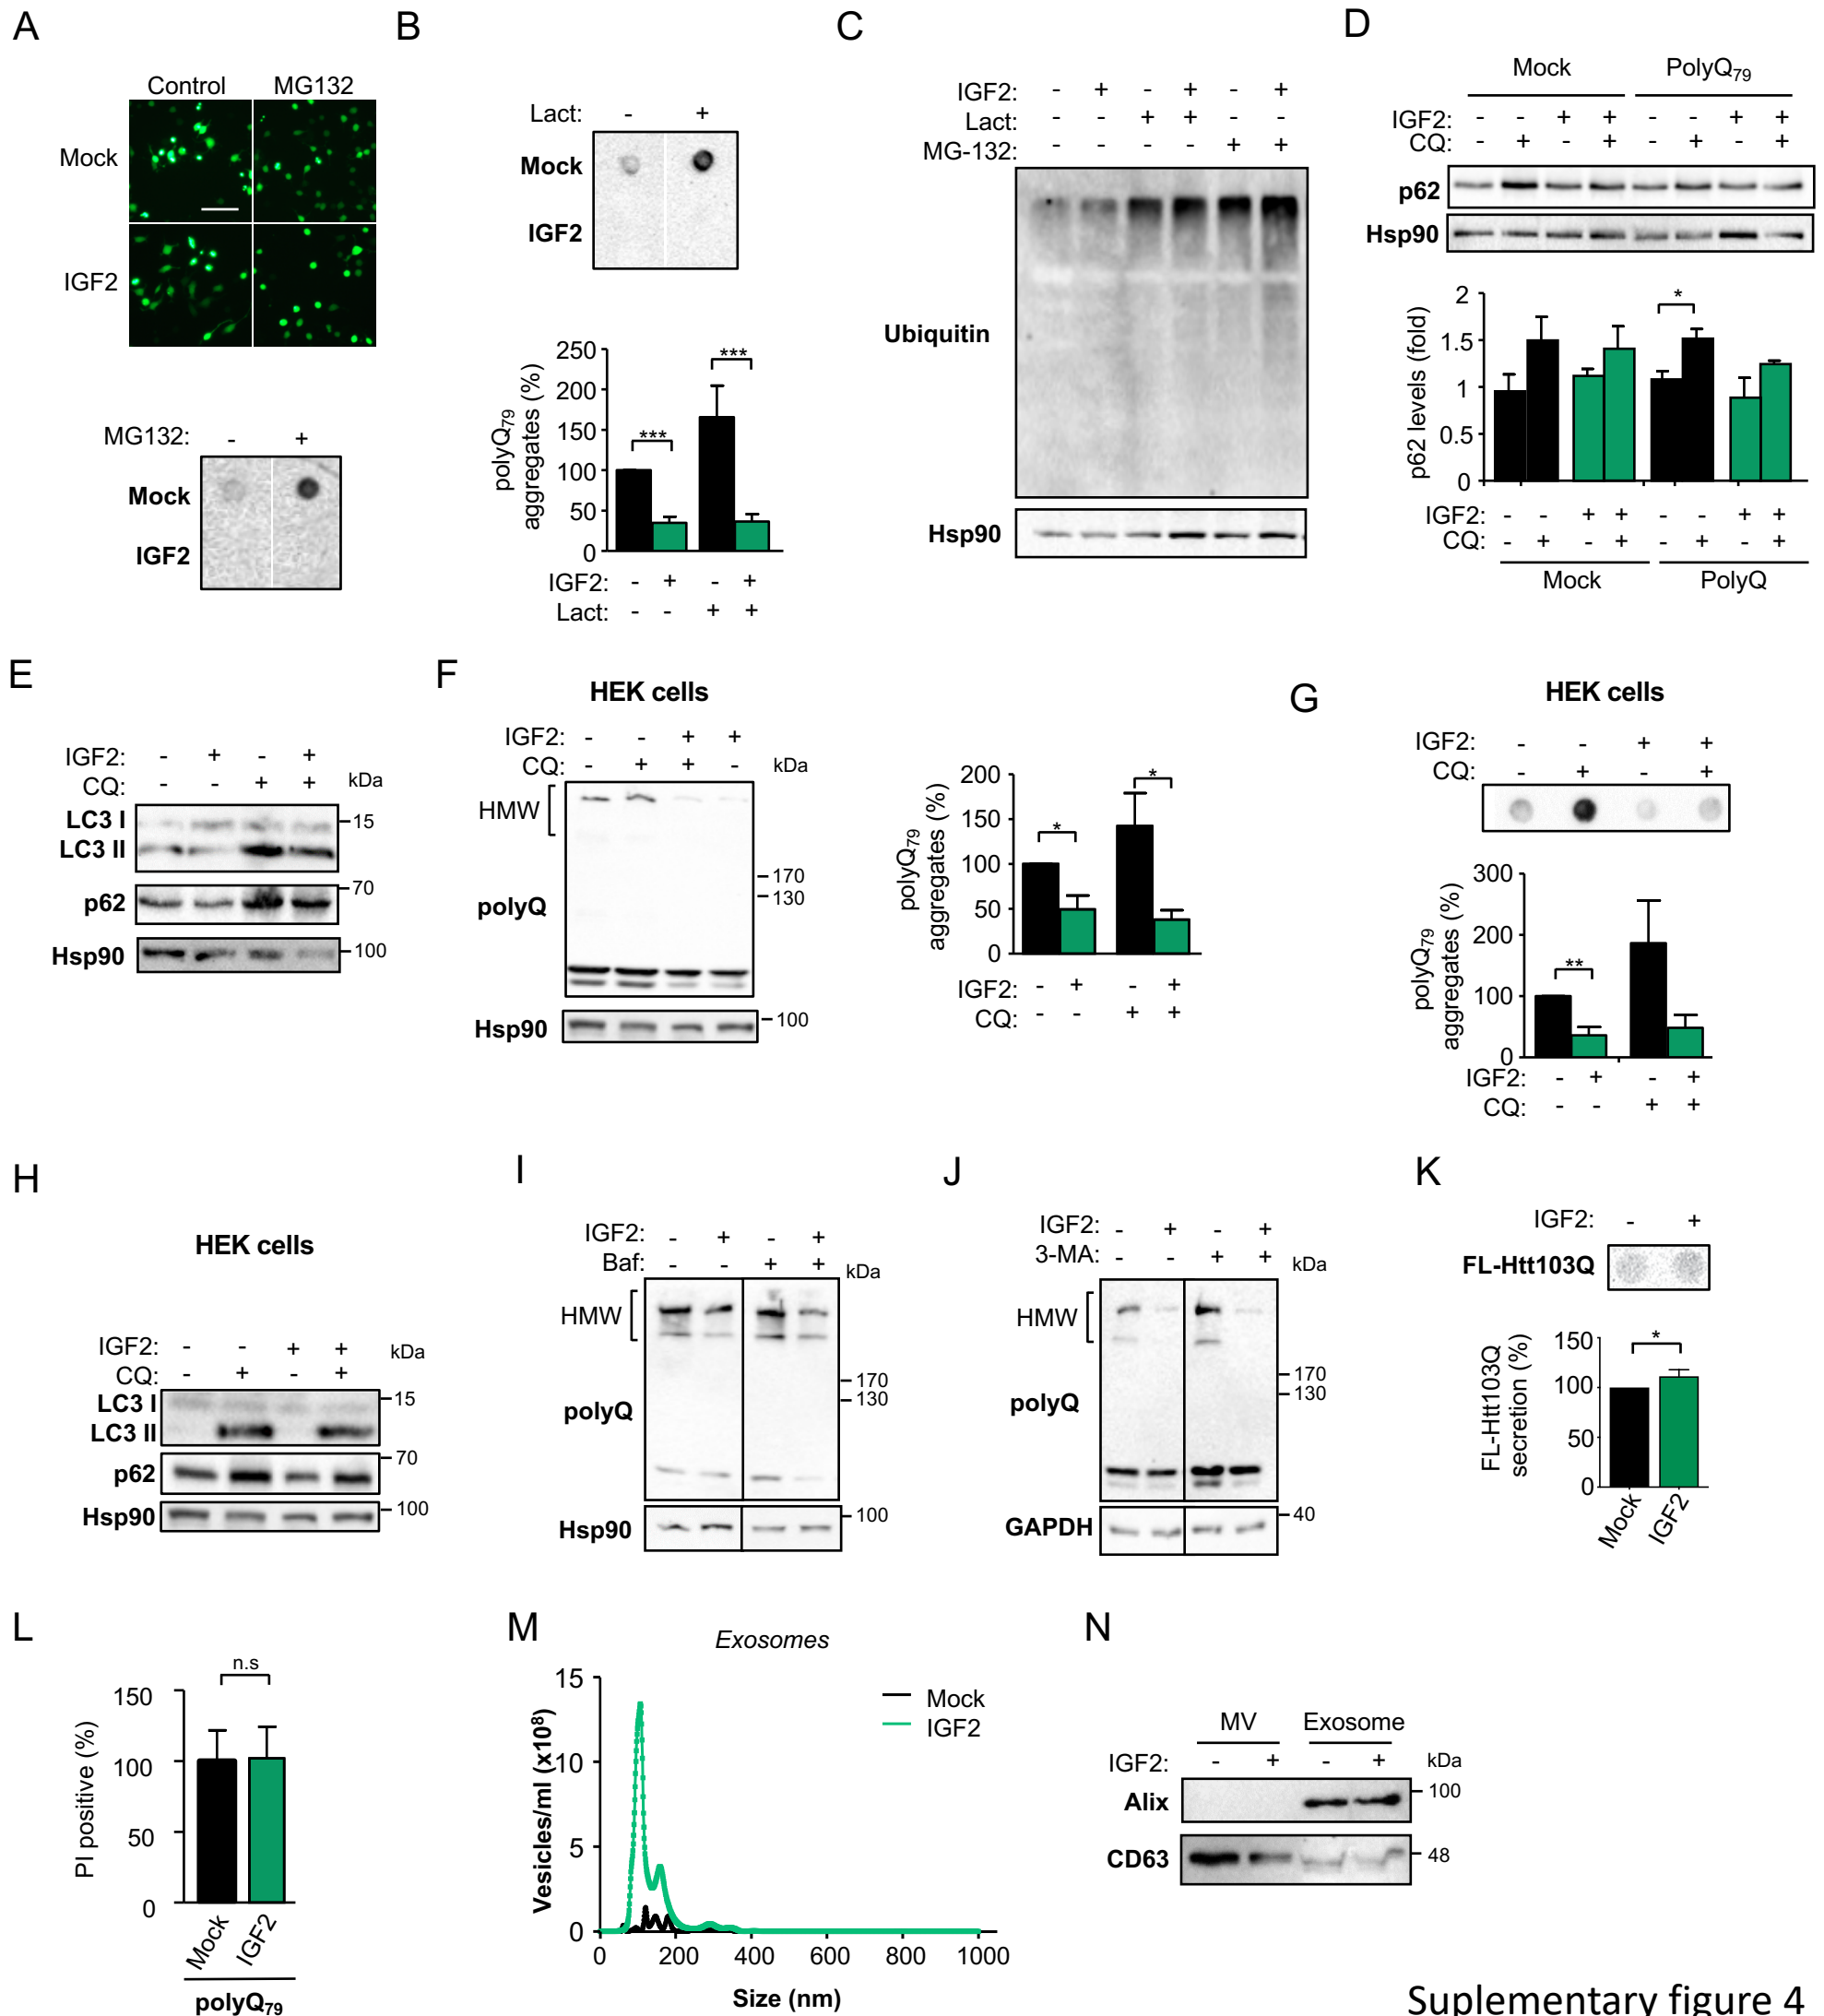 A
Control MG132
Mock
IGF2
MG132: - +
Mock
IGF2
B
Lact: - +
Mock
IGF2
polyQ79
aggregates (%)
250
200
150
100
50
0
*** ***
IGF2: - + - +
Lact: - - + +
C
IGF2: - + - + - +
Lact: - - + + - -
MG-132: - - - - + +
Ubiquitin
Hsp90
D
Mock PolyQ79
IGF2: - - + + - - + +
CQ: - + - + - + - +
p62
Hsp90
p62 levels (fold)
2
1.5
1
0.5
0
*
IGF2: - - + + - - + +
CQ: - + - + - + - +
Mock PolyQ
E
IGF2: - + - +
CQ: - - + + kDa
LC3 I 15
LC3 II
p62 70
Hsp90 100
F
HEK cells
IGF2: - - + +
CQ: - + + - kDa
HMW
170
130
polyQ
Hsp90 100
polyQ79
aggregates (%)
200
150
100
50
0
* *
IGF2: - + - +
CQ: - - + +
G
HEK cells
IGF2: - - + +
CQ: - + - +
polyQ79
aggregates (%)
300
200
100
0
**
IGF2: - + - +
CQ: - - + +
H
HEK cells
IGF2: - - + +
CQ: - + - + kDa
LC3 I 15
LC3 II
p62 70
Hsp90 100
I
IGF2: - + - +
Baf: - - + + kDa
HMW
170
130
polyQ
Hsp90 100
J
IGF2: - + - +
3-MA: - - + + kDa
HMW
170
130
polyQ
GAPDH 40
K
IGF2: - +
FL-Htt103Q
FL-Htt103Q
secretion (%)
150
100
50
0
*
Mock IGF2
L
n.s
PI positive (%)
150
100
50
0
Mock IGF2
polyQ79
M
Exosomes
Vesicles/ml (x10⁸)
15
10
5
0
Mock
IGF2
0 200 400 600 800 1000
Size (nm)
N
MV Exosome
IGF2: - + - + kDa
Alix 100
CD63 48
Suplementary figure 4